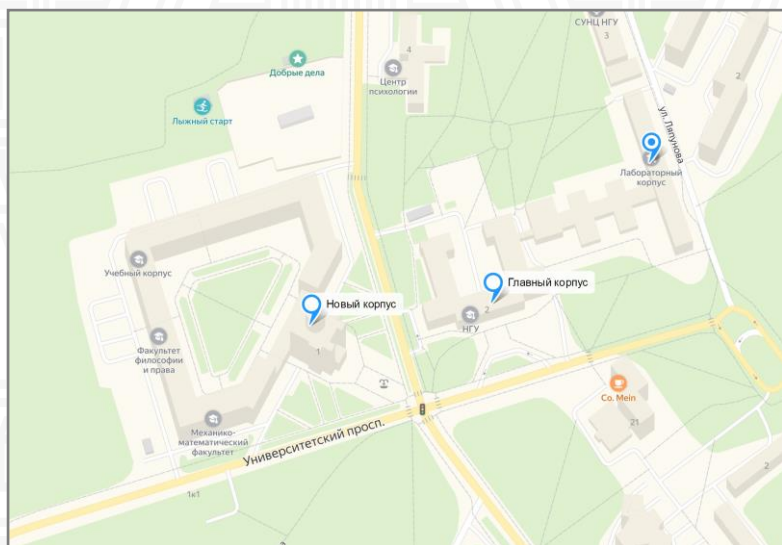 СУНЦ НГУ
3
4
Добрые дела
Центр
психологии
2
Лыжный старт
ул. Ляпунова
Лабораторный
корпус
Учебный корпус
Новый корпус
Главный корпус
2
НГУ
1
Факультет
философии
и права
Co. Mein
21
Механико-
математический
факультет
Университетский просп.
2
1к1